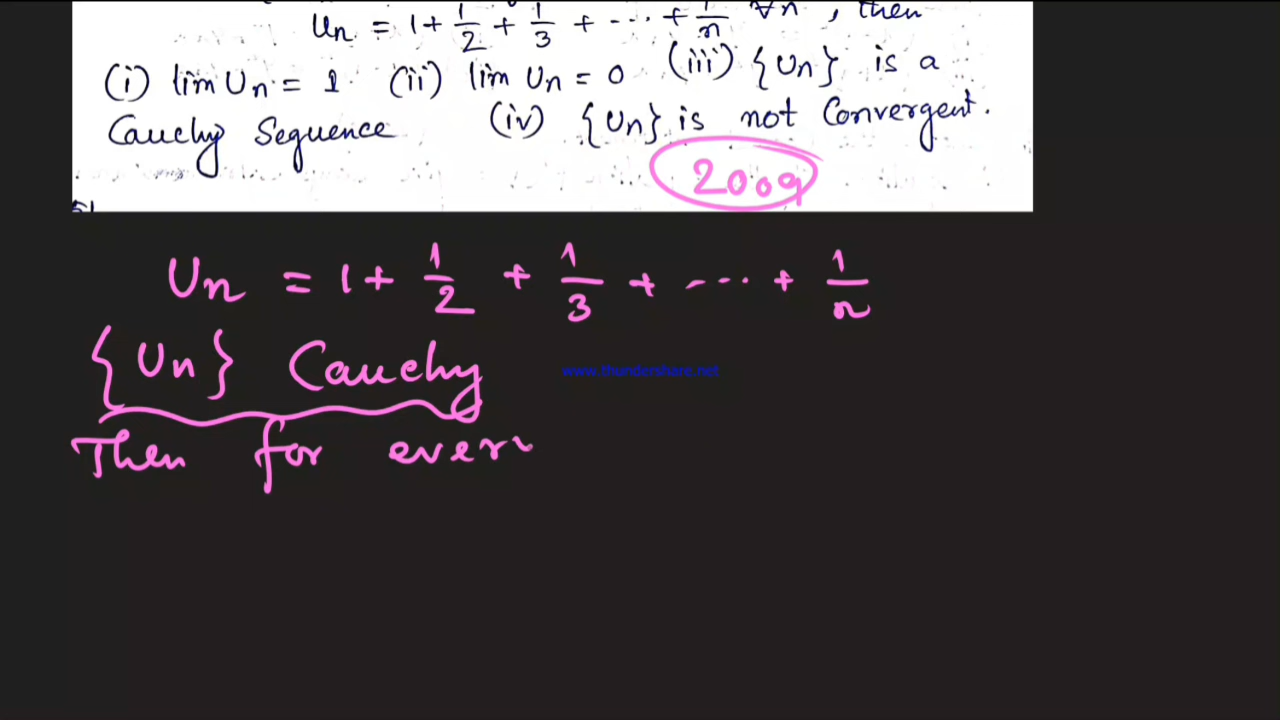 Un = 1 + 1/2 + 1/3 + ... + 1/n ∀n, then
(i) lim Un = 1 (ii) lim Un = 0 (iii) {Un} is a
Cauchy Sequence (iv) {Un} is not Convergent.
2009
51
Un = 1 + 1/2 + 1/3 + ... + 1/n
{Un} Cauchy
www.thundershare.net
Then for ever